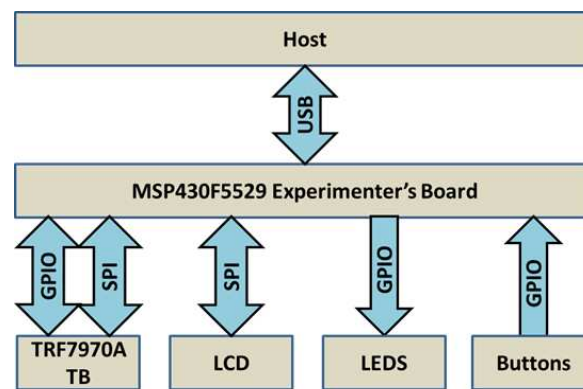 Host
USB
MSP430F5529 Experimenter's Board
GPIO
SPI
SPI
GPIO
GPIO
TRF7970A
TB
LCD
LEDS
Buttons